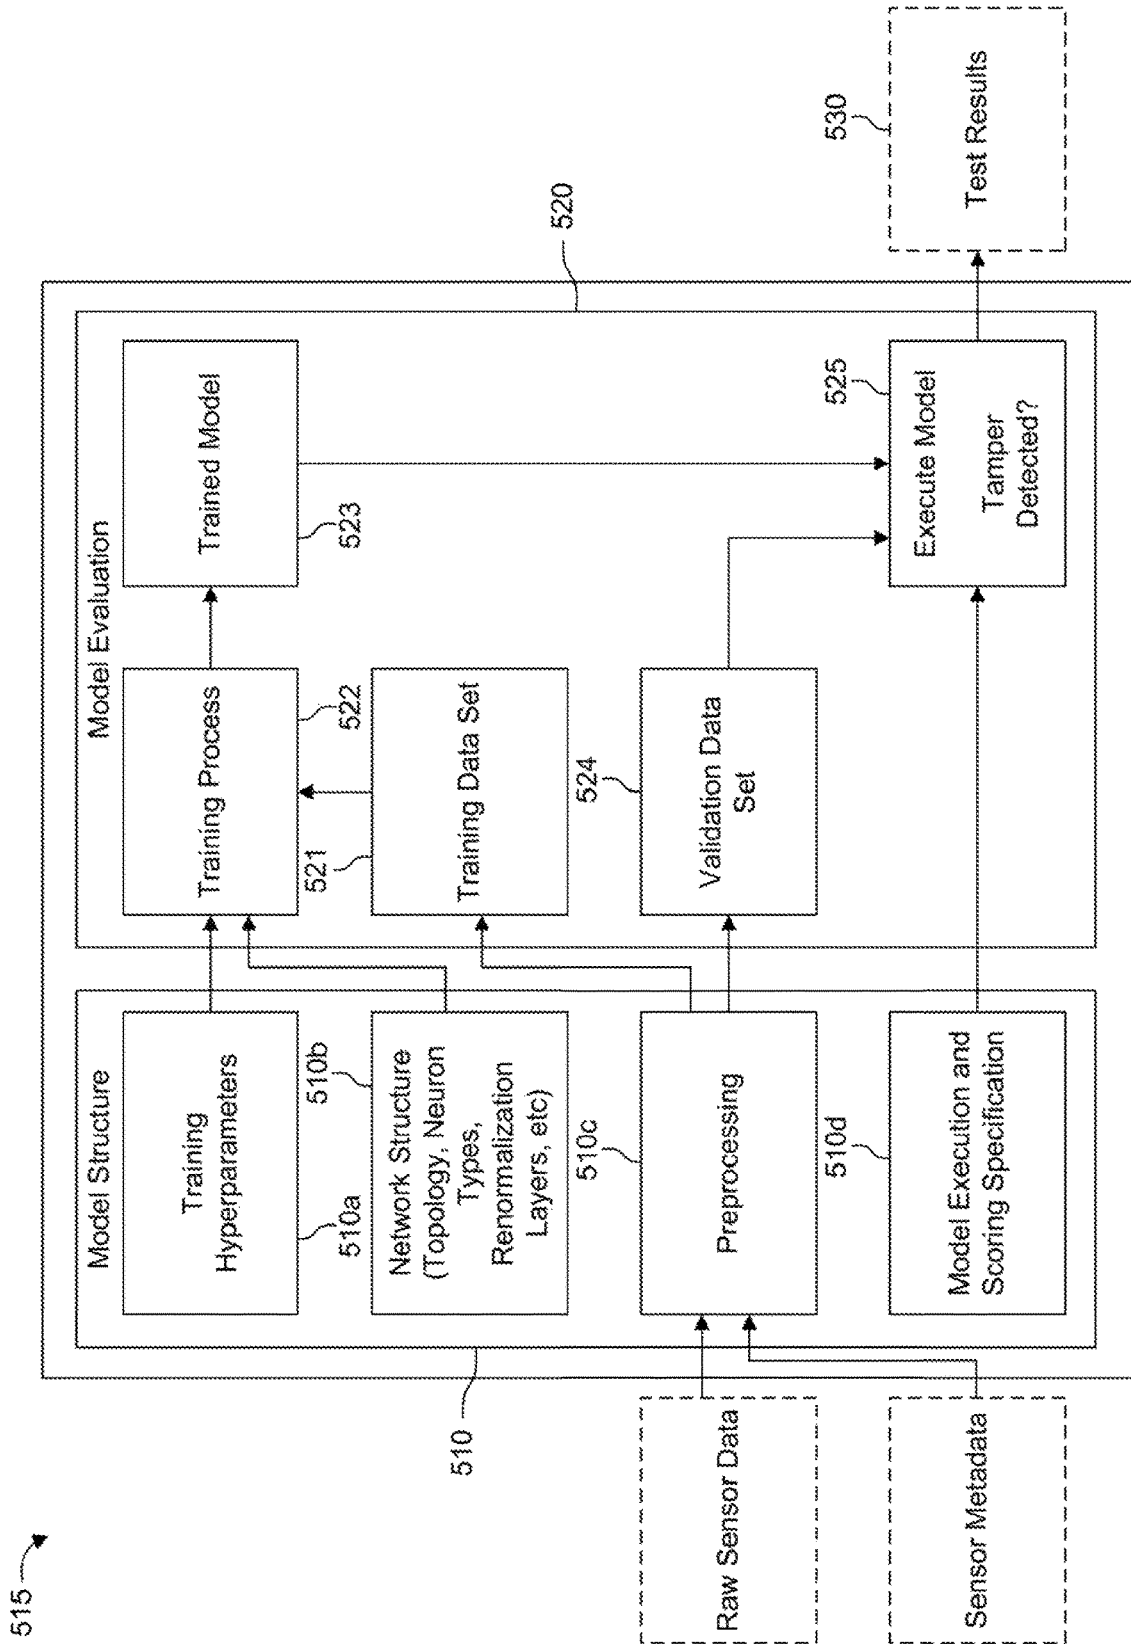 515
Model Structure
Training
Hyperparameters
510a
510b
Network Structure
(Topology, Neuron
Types,
Renormalization
Layers, etc)
510c
Preprocessing
510d
Model Execution and
Scoring Specification
510
Raw Sensor Data
Sensor Metadata
Model Evaluation
520
Training Process
522
521
Training Data Set
Trained Model
523
524
Validation Data
Set
525
Execute Model
Tamper
Detected?
530
Test Results